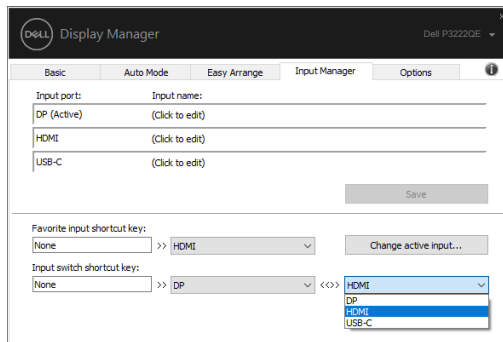 DELL Display Manager Dell P3222QE
Basic Auto Mode Easy Arrange Input Manager Options
Input port: Input name:
DP (Active) (Click to edit)
HDMI (Click to edit)
USB-C (Click to edit)
Save
Favorite input shortcut key:
None >> HDMI Change active input...
Input switch shortcut key:
None >> DP <<>> HDMI
DP
HDMI
USB-C